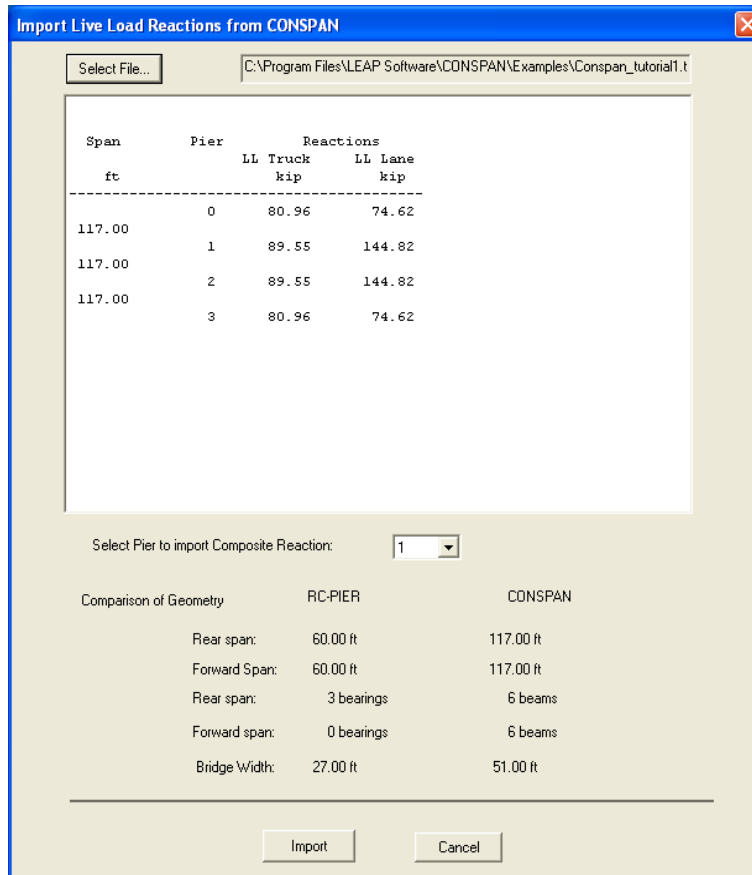 Import Live Load Reactions from CONSPAN
Select File... C:\Program Files\LEAP Software\CONSPAN\Examples\Conspan_tutorial1.t
Span Pier Reactions
LL Truck LL Lane
ft kip kip
------------------------------------------
0 80.96 74.62
117.00
1 89.55 144.82
117.00
2 89.55 144.82
117.00
3 80.96 74.62
Select Pier to import Composite Reaction: 1
Comparison of Geometry RC-PIER CONSPAN
Rear span: 60.00 ft 117.00 ft
Forward Span: 60.00 ft 117.00 ft
Rear span: 3 bearings 6 beams
Forward span: 0 bearings 6 beams
Bridge Width: 27.00 ft 51.00 ft
Import Cancel